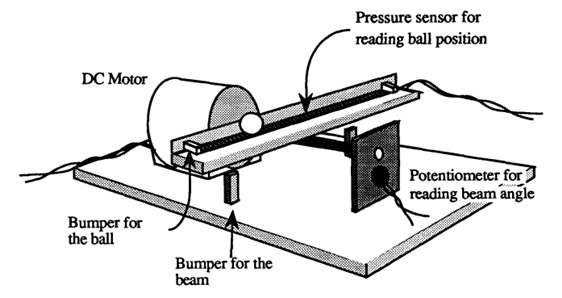 Pressure sensor for
reading ball position
DC Motor
Potentiometer for
reading beam angle
Bumper for
the ball
Bumper for the
beam